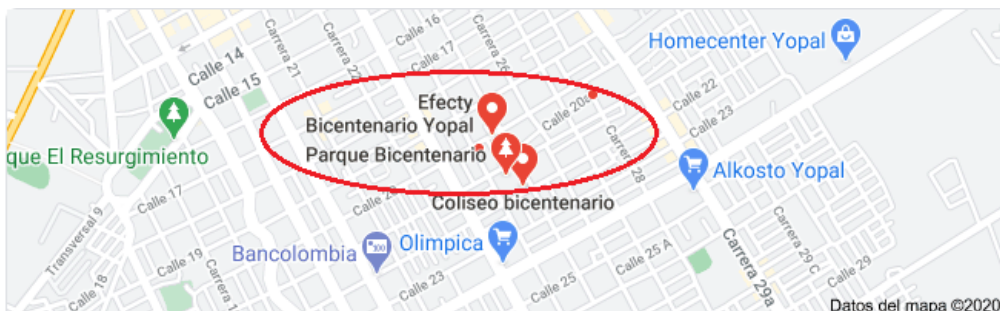 Calle 14
Calle 15
Carrera 21
Calle 16
Calle 17
Carrera 26
Homecenter Yopal
Efecty
Bicentenario Yopal
Calle 20a
Calle 22
Calle 23
Parque Bicentenario
Carrera 28
que El Resurgimiento
Alkosto Yopal
Calle 17
Coliseo bicentenario
Transversal 9
Bancolombia
Olimpica
Calle 19
Calle 23
Calle 25
Calle 25 A
Carrera 29a
Carrera 29 C
Calle 29
Calle 18
Datos del mapa ©2020